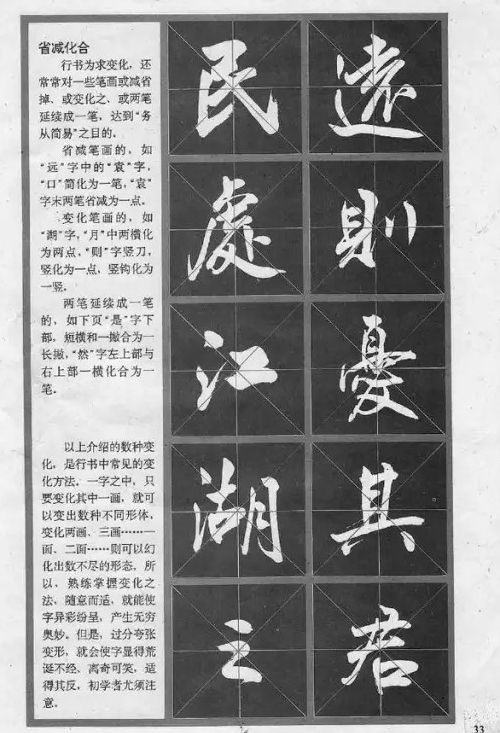 省减化合
行书为求变化，还
常常对一些笔画或减省
掉、或变化之、或两笔
延续成一笔，达到“务
从简易”之目的。
省减笔画的，如
“远”字中的“袁”字，
“口”简化为一笔，“袁”
字末两笔省减为一点。
变化笔画的，如
“湖”字，“月”中两横化
为两点，“则”字竖刀，
竖化为一点，竖钩化为
一竖。
两笔延续成一笔
的，如下页“是”字下
部，短横和一撇合为一
长撇，“然”字左上部与
右上部一横化合为一
笔。
以上介绍的数种变
化，是行书中常见的变
化方法。一字之中，只
要变化其中一画，就可
以变出数种不同形体，
变化两画、三画……一
面、二面……则可以幻
化出数不尽的形态。所
以，熟练掌握变化之
法，随意而适，就能使
字异彩纷呈，产生无穷
奥妙。但是，过分夸张
变形，就会使字显得荒
诞不经、离奇可笑，适
得其反，初学者尤须注
意。
民
處
江
湖
之
遠
則
憂
其
君
33